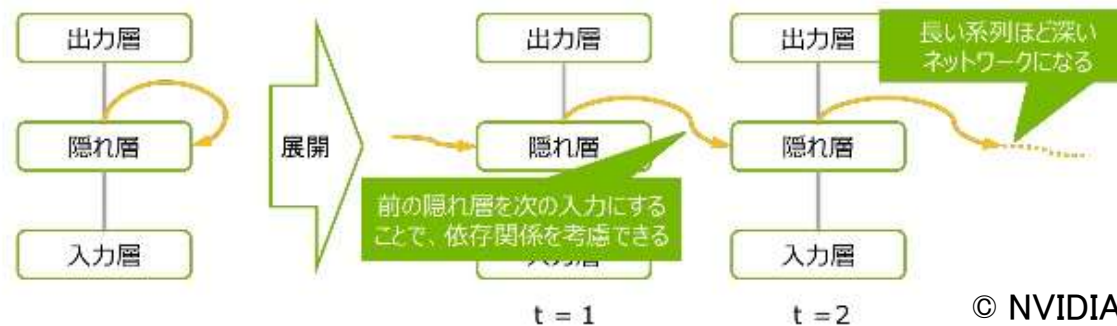 出力層
隠れ層
入力層
展開
出力層
隠れ層
前の隠れ層を次の入力にする
ことで、依存関係を考慮できる
入力層
t = 1
出力層
長い系列ほど深い
ネットワークになる
隠れ層
入力層
t =2
© NVIDIA